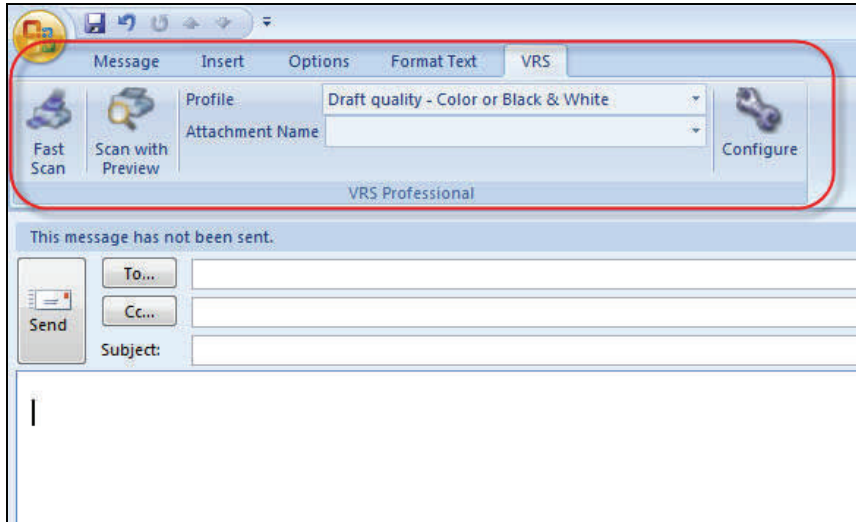 Message Insert Options Format Text VRS
Profile Draft quality - Color or Black & White
Attachment Name
Fast
Scan
Scan with
Preview
Configure
VRS Professional
This message has not been sent.
To...
Cc...
Send
Subject: